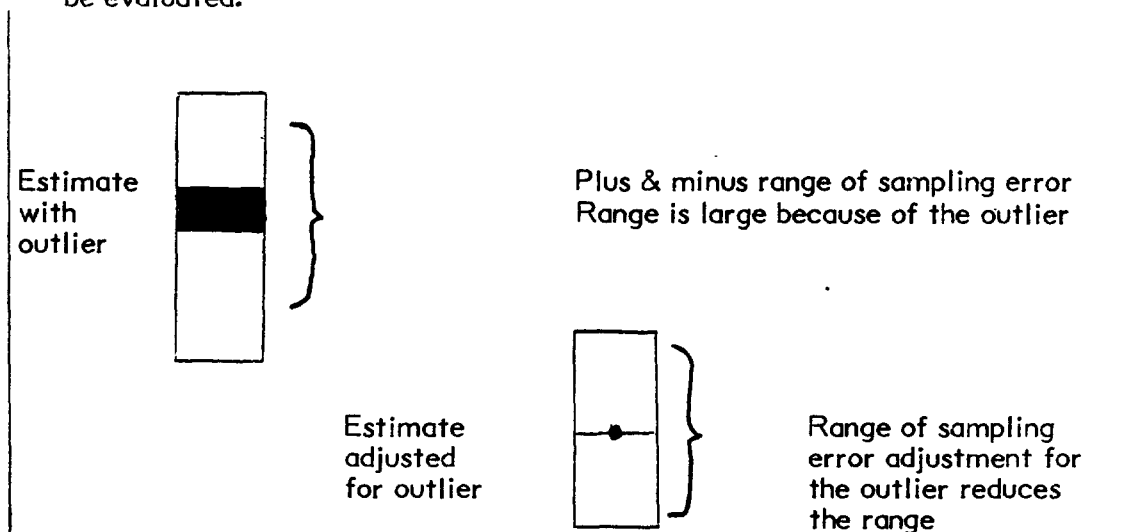 be evaluated.
Estimate
with
outlier
Plus & minus range of sampling error
Range is large because of the outlier
Estimate
adjusted
for outlier
Range of sampling
error adjustment for
the outlier reduces
the range